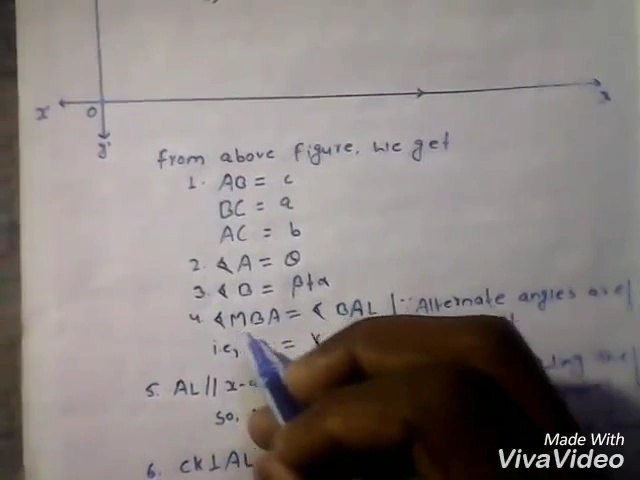 x' O x
y'
from above figure, we get
1. AB = c
BC = a
AC = b
2. ∢A = θ
3. ∢B = β+α
4. ∢MBA = ∢BAL | ∵ Alternate angles are
i.e, =
5. AL // x-a
so,
6. CK⊥AL
Made With
VivaVideo